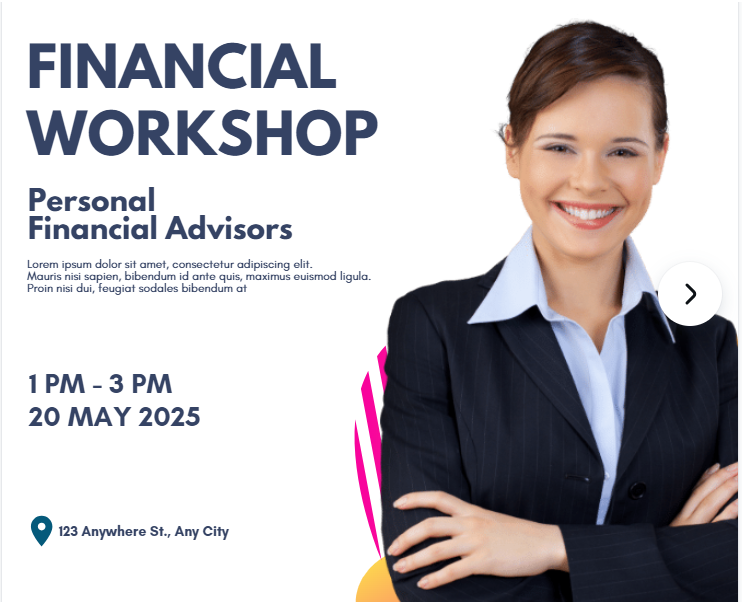 FINANCIAL
WORKSHOP
Personal
Financial Advisors
Lorem ipsum dolor sit amet, consectetur adipiscing elit.
Mauris nisi sapien, bibendum id ante quis, maximus euismod ligula.
Proin nisi dui, feugiat sodales bibendum at
1 PM - 3 PM
20 MAY 2025
123 Anywhere St., Any City